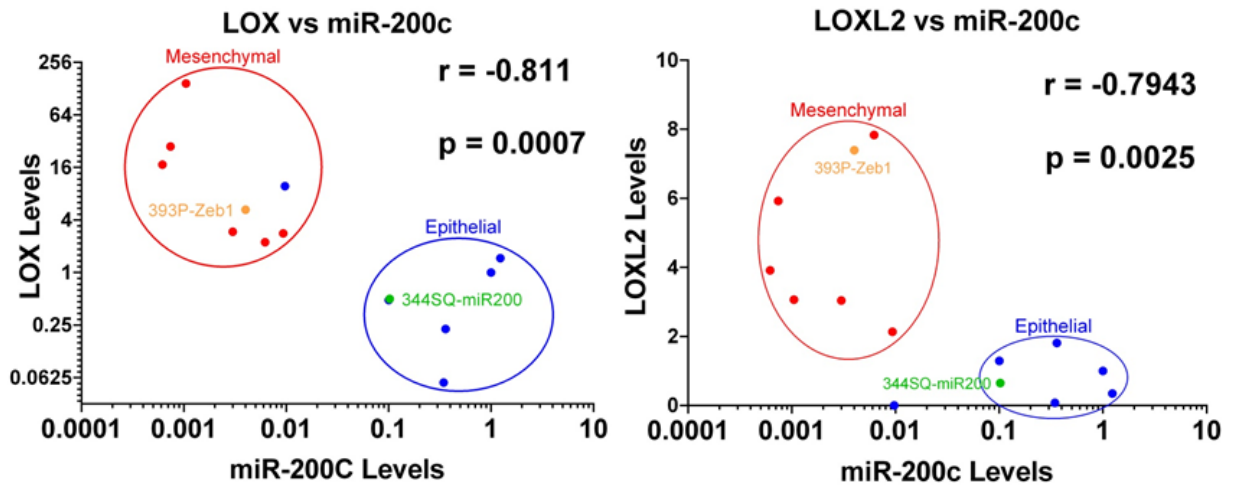 LOX vs miR-200c
Mesenchymal
r = -0.811
p = 0.0007
393P-Zeb1
Epithelial
344SQ-miR200
256
64
16
4
1
0.25
0.0625
LOX Levels
0.0001 0.001 0.01 0.1 1 10
miR-200C Levels
LOXL2 vs miR-200c
r = -0.7943
Mesenchymal
p = 0.0025
393P-Zeb1
Epithelial
344SQ-miR200
10
8
6
4
2
0
LOXL2 Levels
0.0001 0.001 0.01 0.1 1 10
miR-200c Levels